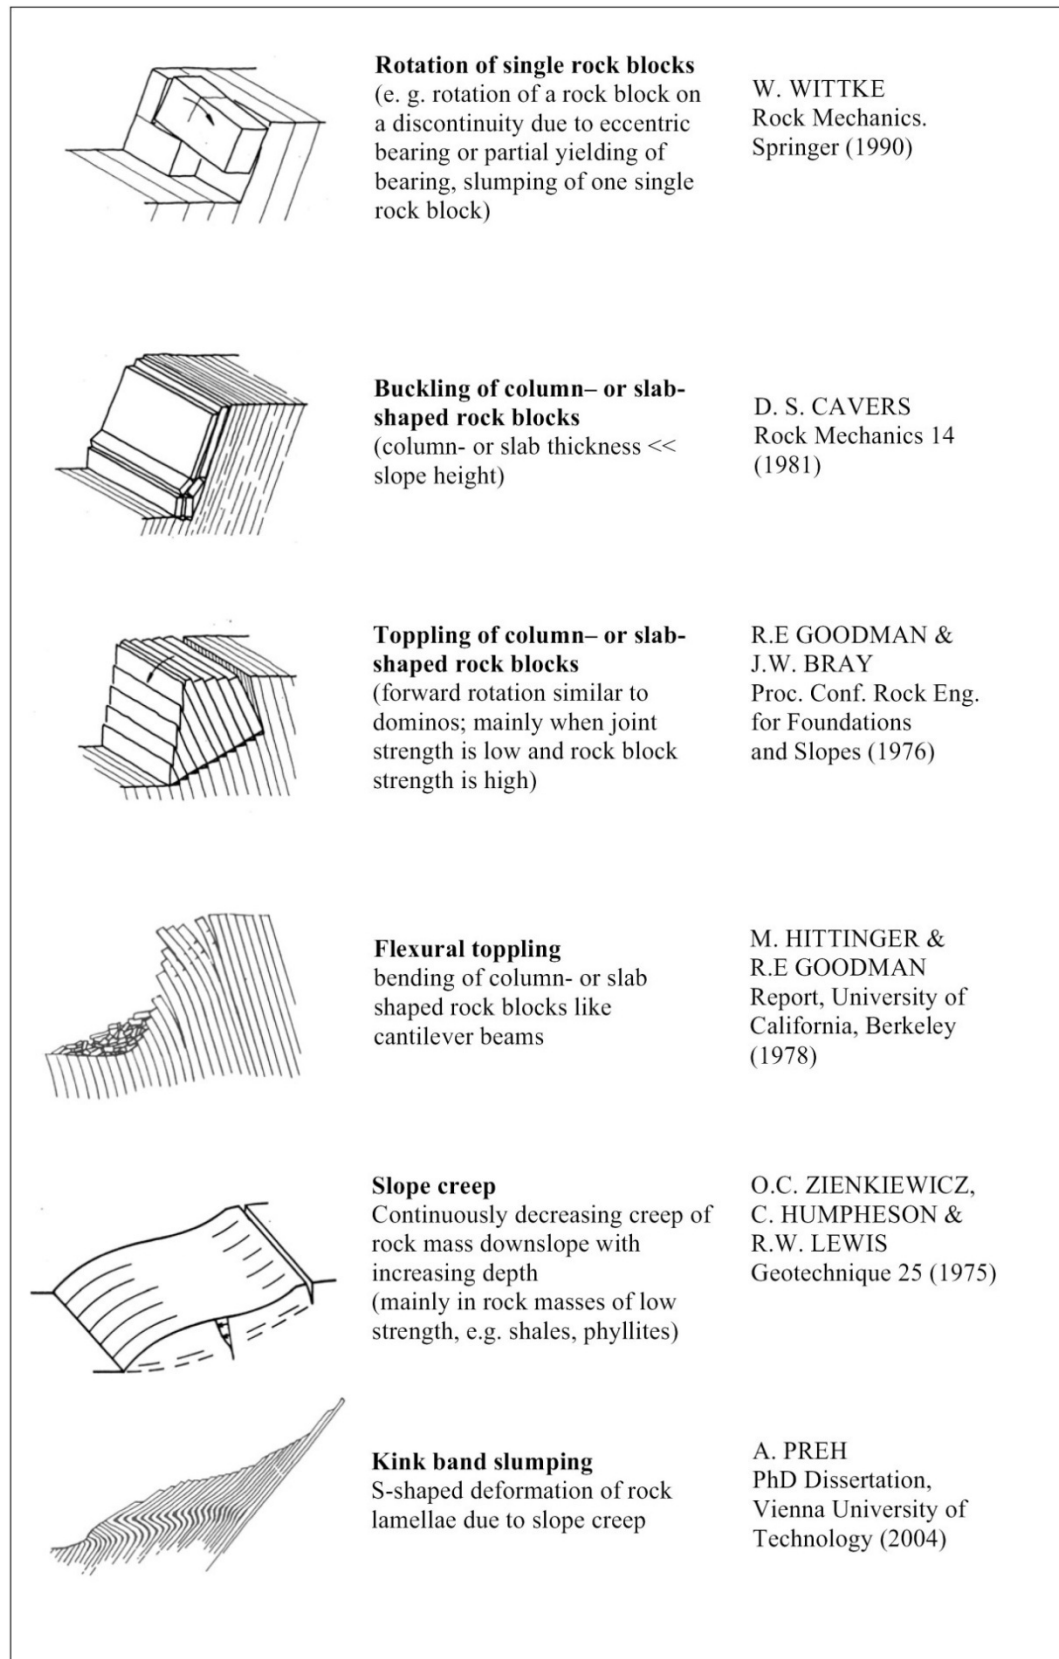 Rotation of single rock blocks
(e. g. rotation of a rock block on
a discontinuity due to eccentric
bearing or partial yielding of
bearing, slumping of one single
rock block)
W. WITTKE
Rock Mechanics.
Springer (1990)
Buckling of column– or slab-
shaped rock blocks
(column- or slab thickness <<
slope height)
D. S. CAVERS
Rock Mechanics 14
(1981)
Toppling of column– or slab-
shaped rock blocks
(forward rotation similar to
dominos; mainly when joint
strength is low and rock block
strength is high)
R.E GOODMAN &
J.W. BRAY
Proc. Conf. Rock Eng.
for Foundations
and Slopes (1976)
Flexural toppling
bending of column- or slab
shaped rock blocks like
cantilever beams
M. HITTINGER &
R.E GOODMAN
Report, University of
California, Berkeley
(1978)
Slope creep
Continuously decreasing creep of
rock mass downslope with
increasing depth
(mainly in rock masses of low
strength, e.g. shales, phyllites)
O.C. ZIENKIEWICZ,
C. HUMPHESON &
R.W. LEWIS
Geotechnique 25 (1975)
Kink band slumping
S-shaped deformation of rock
lamellae due to slope creep
A. PREH
PhD Dissertation,
Vienna University of
Technology (2004)